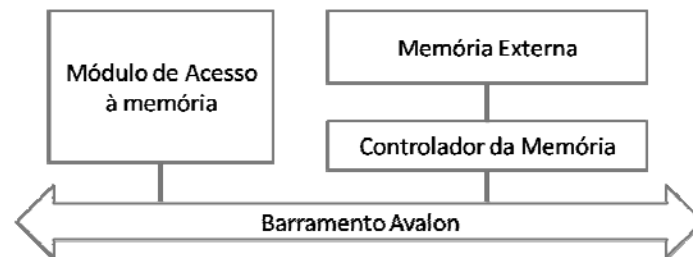 Módulo de Acesso
à memória
Memória Externa
Controlador da Memória
Barramento Avalon